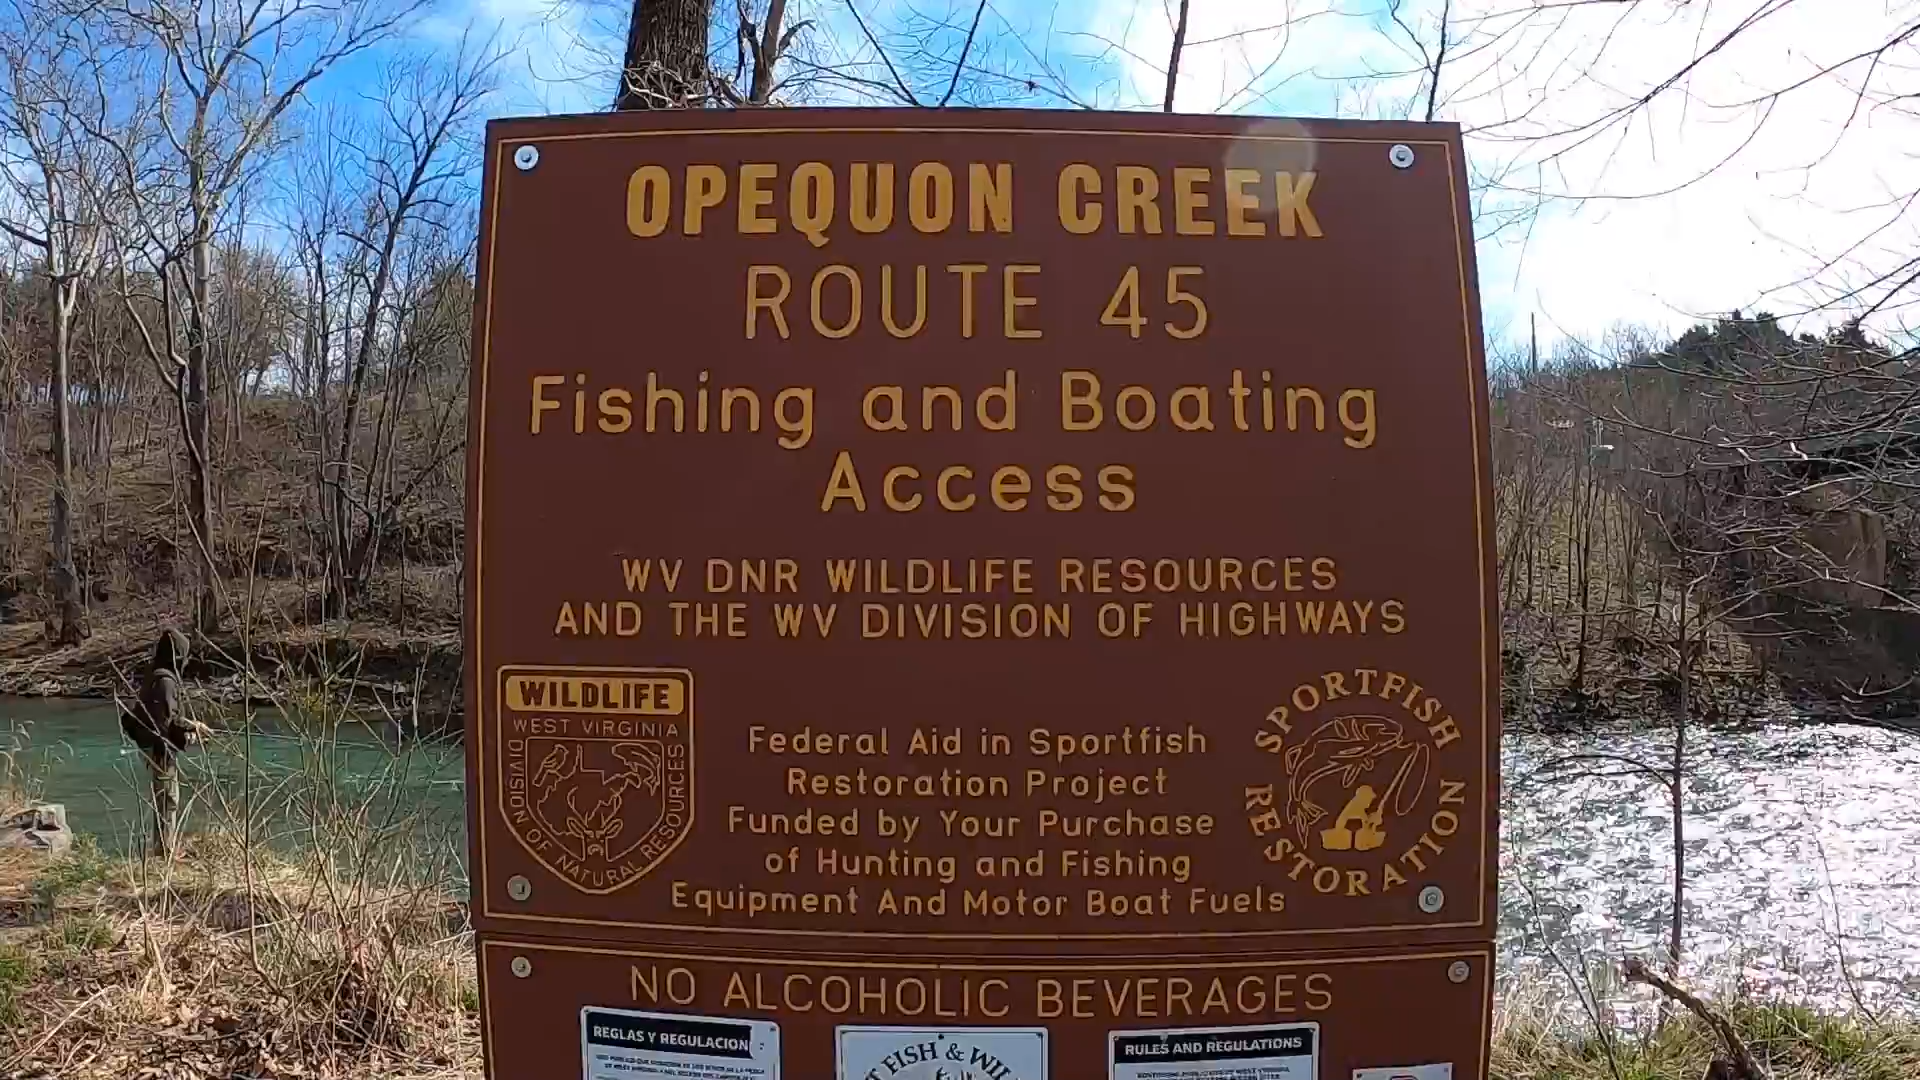 OPEQUON CREEK
ROUTE 45
Fishing and Boating
Access
WV DNR WILDLIFE RESOURCES
AND THE WV DIVISION OF HIGHWAYS
WILDLIFE
WEST VIRGINIA
DIVISION OF NATURAL RESOURCES
Federal Aid in Sportfish
Restoration Project
Funded by Your Purchase
of Hunting and Fishing
Equipment And Motor Boat Fuels
SPORTFISH
RESTORATION
NO ALCOHOLIC BEVERAGES
REGLAS Y REGULACION
FISH &
RULES AND REGULATIONS